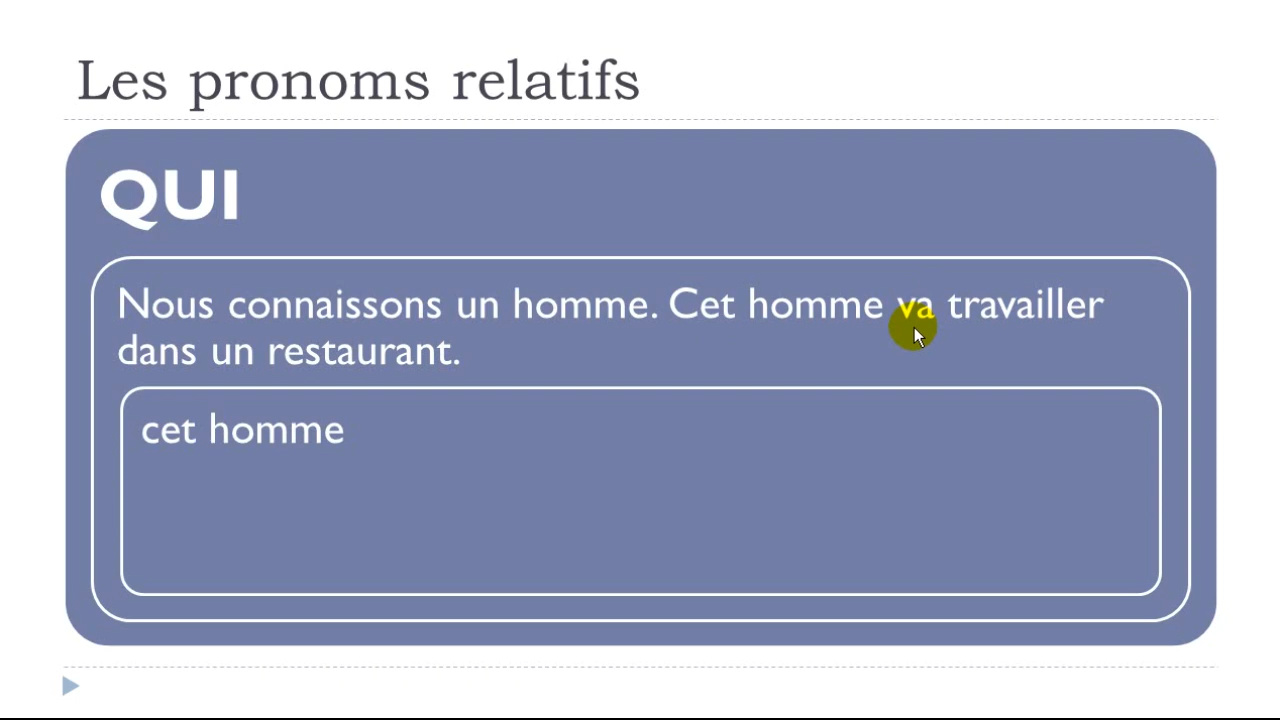 Les pronoms relatifs
QUI
Nous connaissons un homme. Cet homme va travailler
dans un restaurant.
cet homme